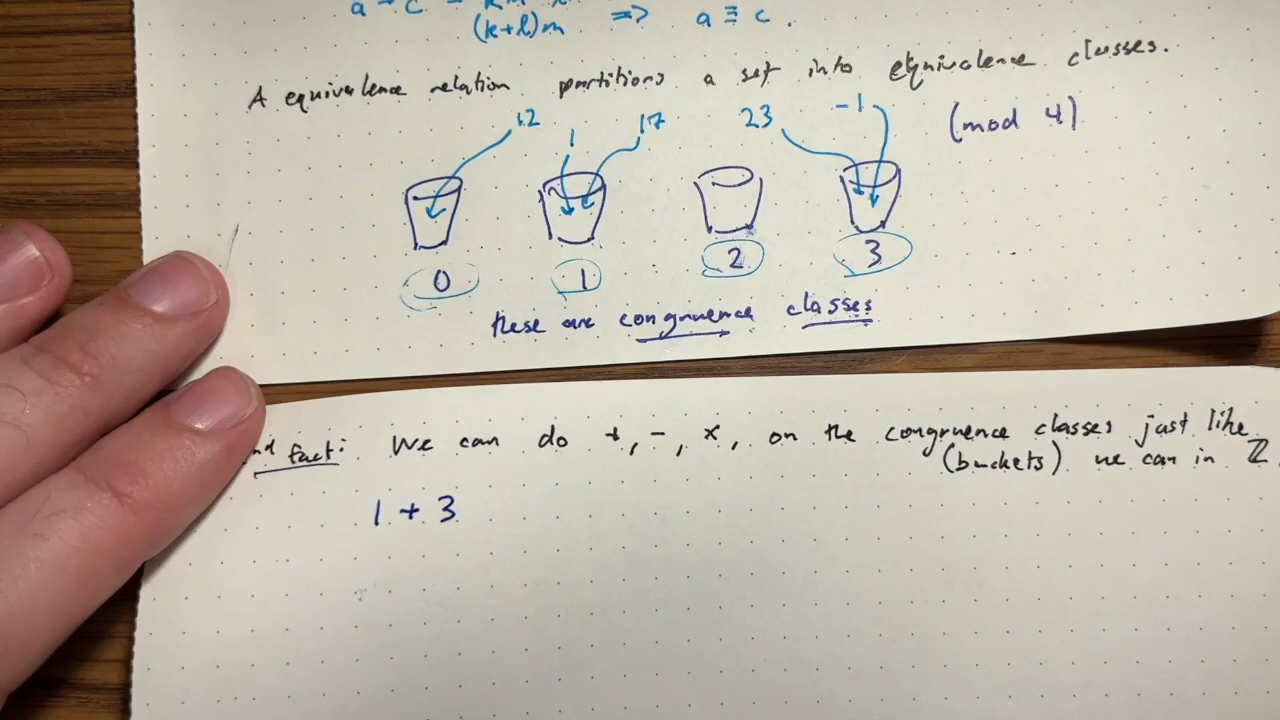 (k+l)m => a ≡ c .
A equivalence relation partitions a set into equivalence classes.
12 1 17 23 -1 (mod 4)
0 1 2 3
these are congruence classes
fact: We can do +, -, ×, on the congruence classes just like
(buckets) we can in ℤ
1 + 3